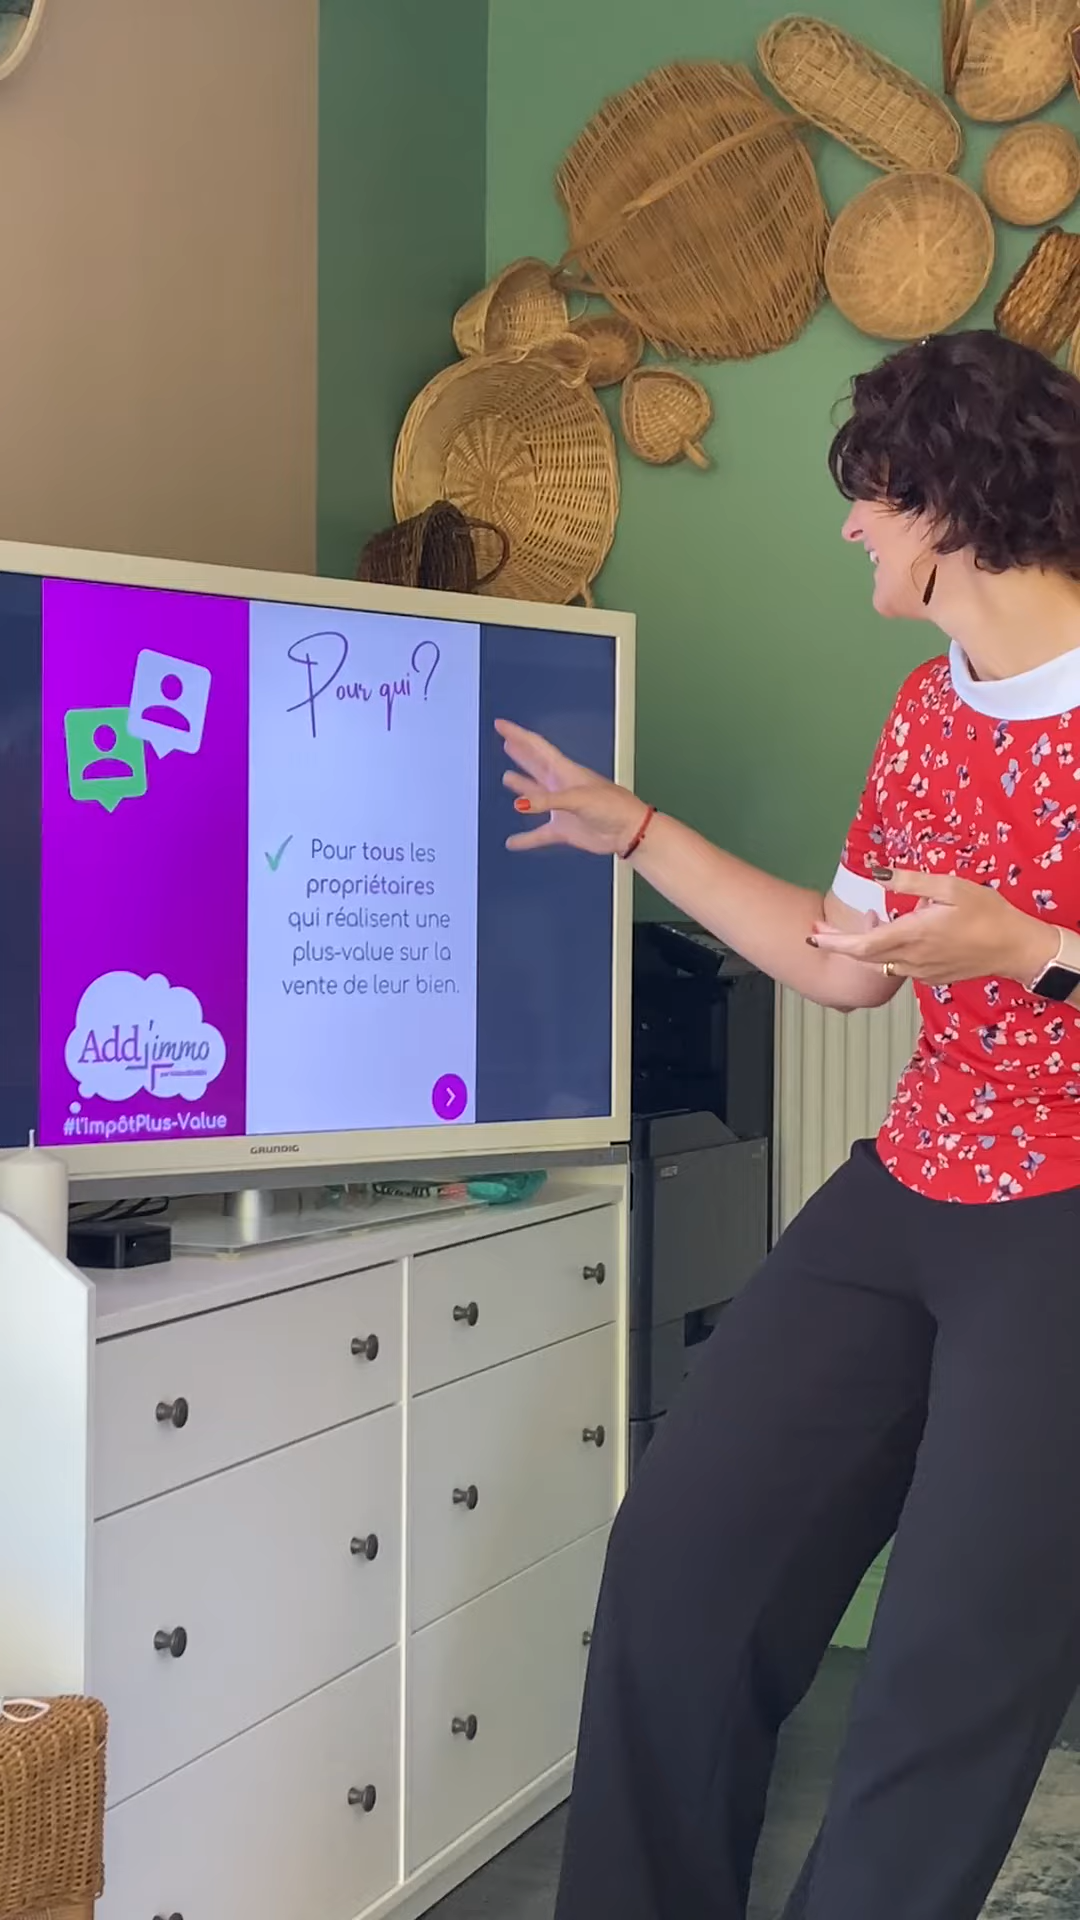 Pour qui ?
Pour tous les
propriétaires
qui réalisent une
plus-value sur la
vente de leur bien.
Add'immo
#l'impôtPlus-Value
GRUNDIG